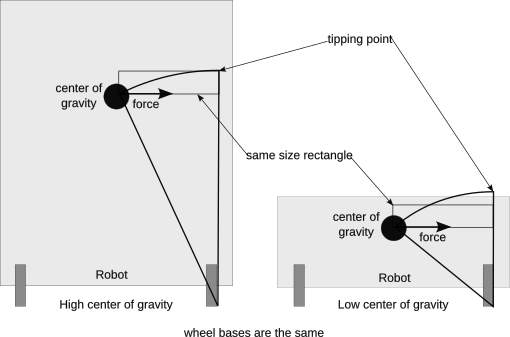 tipping point
center of
gravity
force
same size rectangle
center of
gravity
force
Robot
Robot
High center of gravity
Low center of gravity
wheel bases are the same